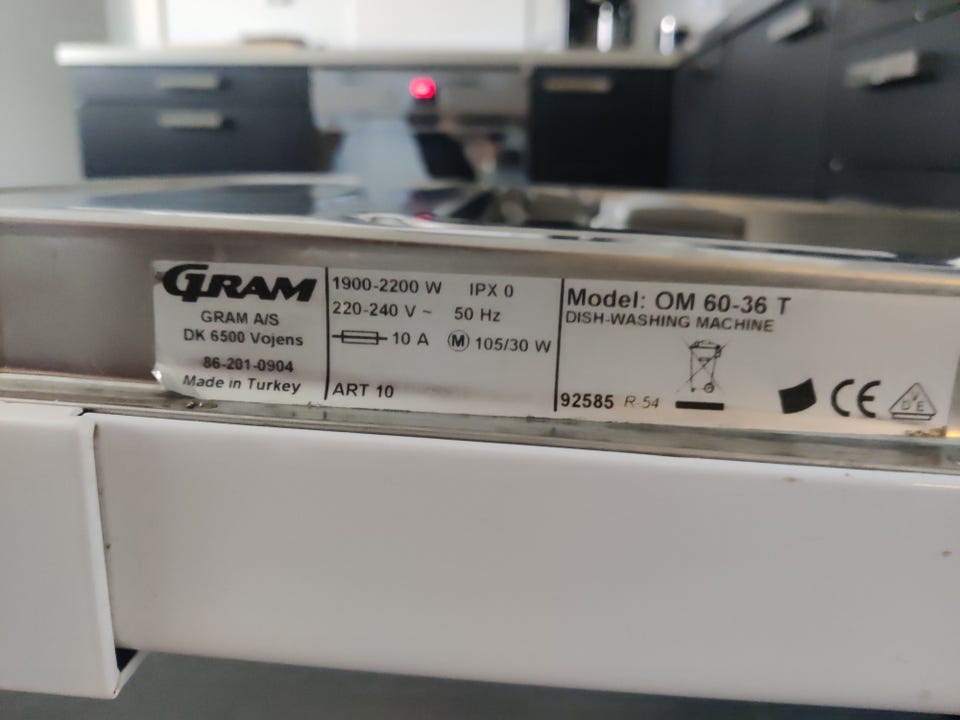 GRAM
GRAM A/S
DK 6500 Vojens
86-201-0904
Made in Turkey
1900-2200 W IPX 0
220-240 V ~ 50 Hz
10 A M 105/30 W
ART 10
Model: OM 60-36 T
DISH-WASHING MACHINE
92585 R-54
CE
VDE